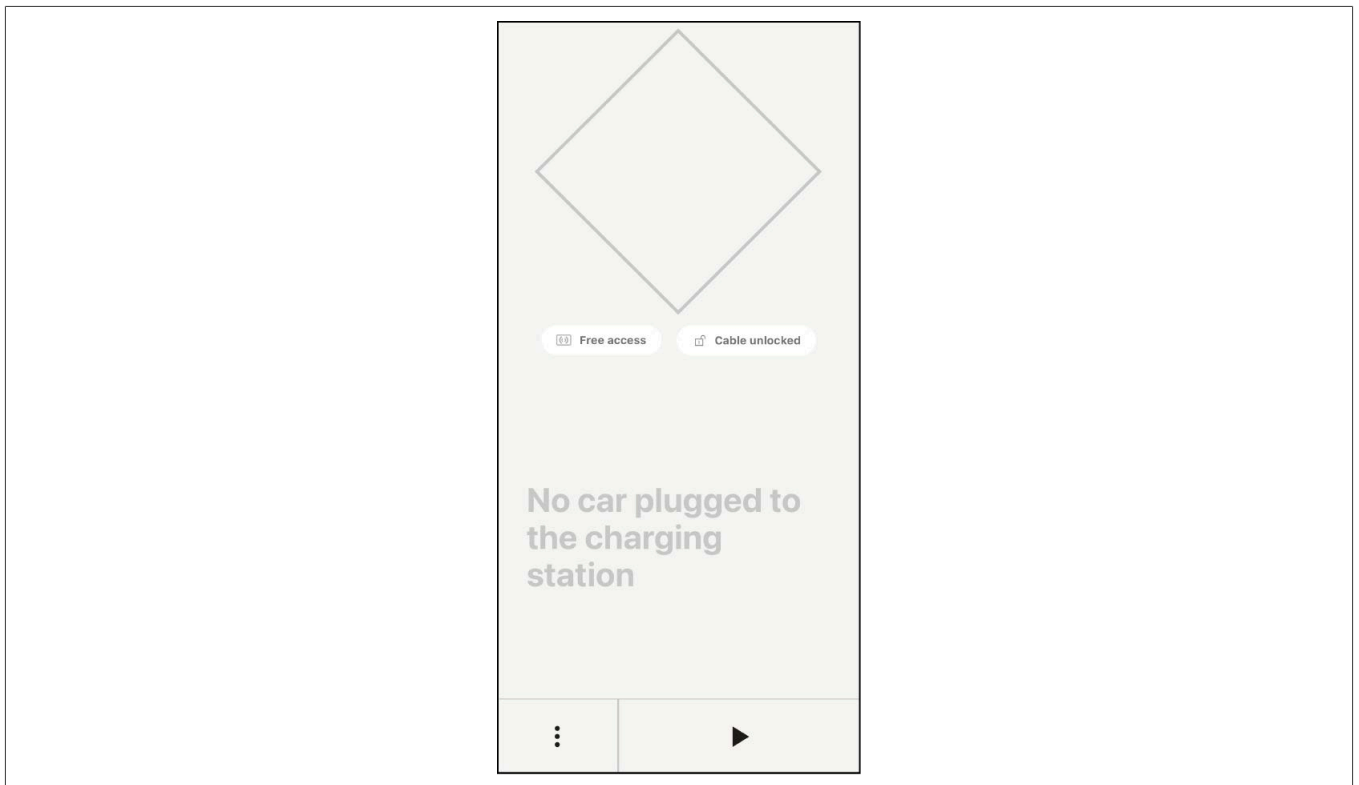 Free access
Cable unlocked
No car plugged to
the charging
station